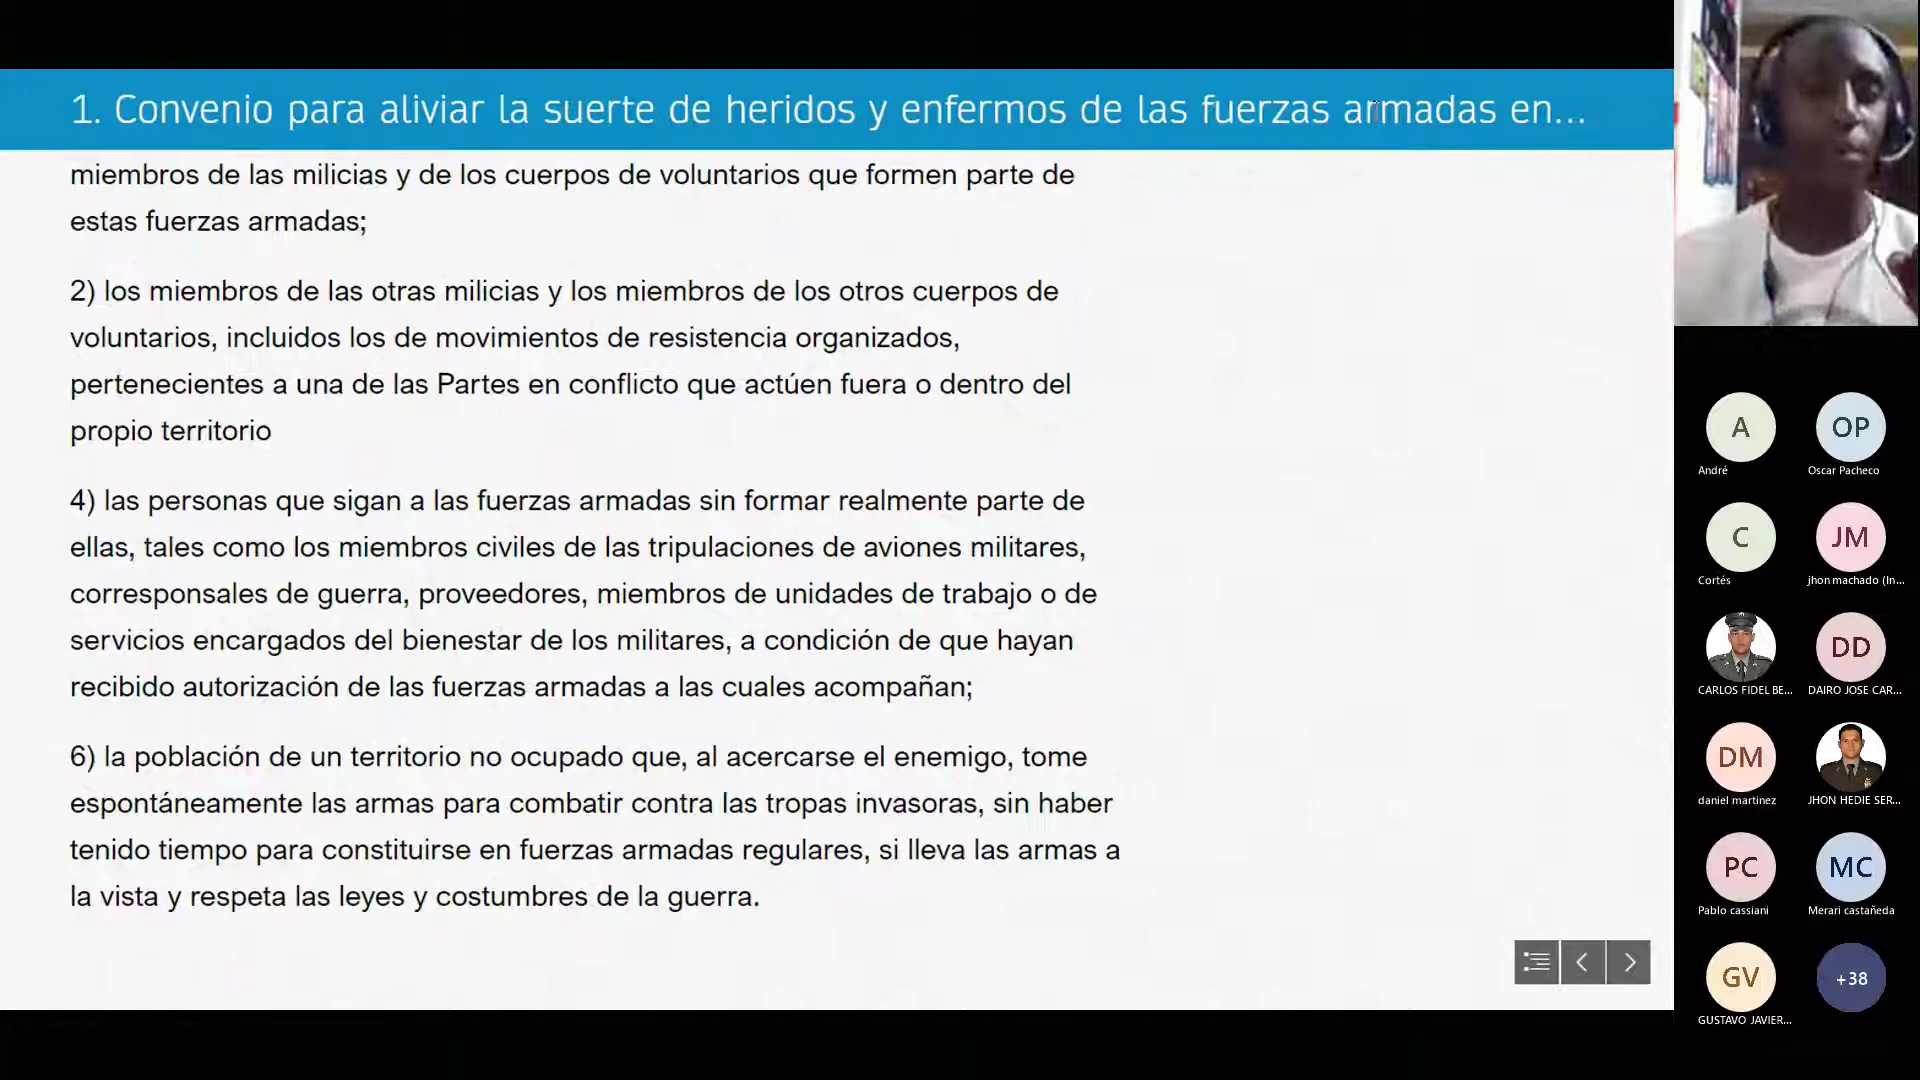 1. Convenio para aliviar la suerte de heridos y enfermos de las fuerzas armadas en...
miembros de las milicias y de los cuerpos de voluntarios que formen parte de
estas fuerzas armadas;
2) los miembros de las otras milicias y los miembros de los otros cuerpos de
voluntarios, incluidos los de movimientos de resistencia organizados,
pertenecientes a una de las Partes en conflicto que actúen fuera o dentro del
propio territorio
4) las personas que sigan a las fuerzas armadas sin formar realmente parte de
ellas, tales como los miembros civiles de las tripulaciones de aviones militares,
corresponsales de guerra, proveedores, miembros de unidades de trabajo o de
servicios encargados del bienestar de los militares, a condición de que hayan
recibido autorización de las fuerzas armadas a las cuales acompañan;
6) la población de un territorio no ocupado que, al acercarse el enemigo, tome
espontáneamente las armas para combatir contra las tropas invasoras, sin haber
tenido tiempo para constituirse en fuerzas armadas regulares, si lleva las armas a
la vista y respeta las leyes y costumbres de la guerra.
A OP
André Oscar Pacheco
C JM
Cortés jhon machado (In...
DD
CARLOS FIDEL BE... DAIRO JOSE CAR...
DM
daniel martinez JHON HEDIE SER...
PC MC
Pablo cassiani Merari castañeda
GV +38
GUSTAVO JAVIER...